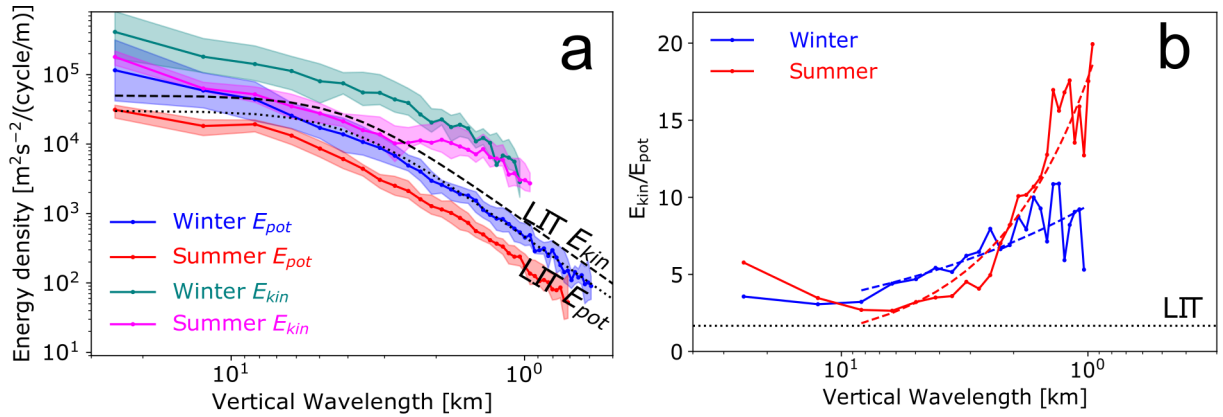 a
Energy density [m²s⁻²/(cycle/m)]
10⁵
10⁴
10³
10²
10¹
Winter E_pot
Summer E_pot
Winter E_kin
Summer E_kin
LIT E_kin
LIT E_pot
10¹
10⁰
Vertical Wavelength [km]
b
E_kin/E_pot
20
15
10
5
0
Winter
Summer
LIT
10¹
10⁰
Vertical Wavelength [km]